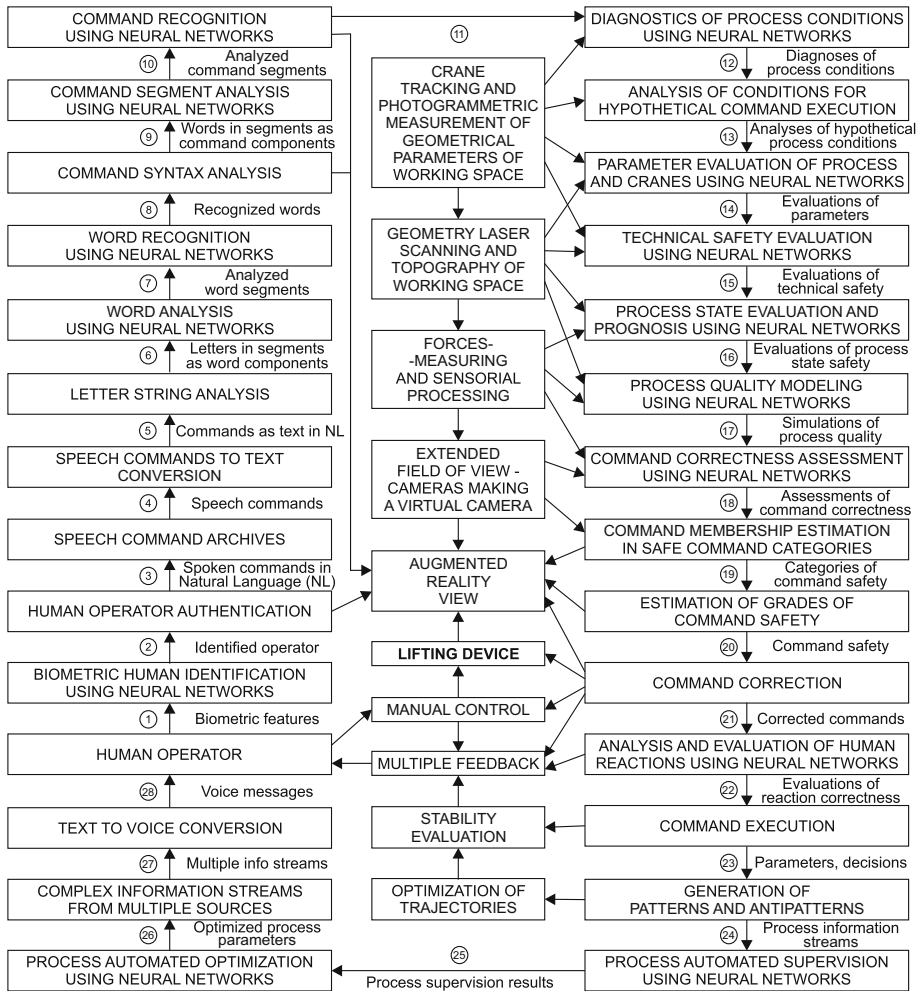 COMMAND RECOGNITION
USING NEURAL NETWORKS
10
Analyzed
command segments
COMMAND SEGMENT ANALYSIS
USING NEURAL NETWORKS
9
Words in segments as
command components
COMMAND SYNTAX ANALYSIS
8
Recognized words
WORD RECOGNITION
USING NEURAL NETWORKS
7
Analyzed
word segments
WORD ANALYSIS
USING NEURAL NETWORKS
6
Letters in segments
as word components
LETTER STRING ANALYSIS
5
Commands as text in NL
SPEECH COMMANDS TO TEXT
CONVERSION
4
Speech commands
SPEECH COMMAND ARCHIVES
3
Spoken commands in
Natural Language (NL)
HUMAN OPERATOR AUTHENTICATION
2
Identified operator
BIOMETRIC HUMAN IDENTIFICATION
USING NEURAL NETWORKS
1
Biometric features
HUMAN OPERATOR
28
Voice messages
TEXT TO VOICE CONVERSION
27
Multiple info streams
COMPLEX INFORMATION STREAMS
FROM MULTIPLE SOURCES
26
Optimized process
parameters
PROCESS AUTOMATED OPTIMIZATION
USING NEURAL NETWORKS
11
CRANE
TRACKING AND
PHOTOGRAMMETRIC
MEASUREMENT OF
GEOMETRICAL
PARAMETERS OF
WORKING SPACE
GEOMETRY LASER
SCANNING AND
TOPOGRAPHY OF
WORKING SPACE
FORCES-
-MEASURING
AND SENSORIAL
PROCESSING
EXTENDED
FIELD OF VIEW -
CAMERAS MAKING
A VIRTUAL CAMERA
AUGMENTED
REALITY
VIEW
LIFTING DEVICE
MANUAL CONTROL
MULTIPLE FEEDBACK
STABILITY
EVALUATION
OPTIMIZATION OF
TRAJECTORIES
25
Process supervision results
DIAGNOSTICS OF PROCESS CONDITIONS
USING NEURAL NETWORKS
12
Diagnoses of
process conditions
ANALYSIS OF CONDITIONS FOR
HYPOTHETICAL COMMAND EXECUTION
13
Analyses of hypothetical
process conditions
PARAMETER EVALUATION OF PROCESS
AND CRANES USING NEURAL NETWORKS
14
Evaluations of
parameters
TECHNICAL SAFETY EVALUATION
USING NEURAL NETWORKS
15
Evaluations of
technical safety
PROCESS STATE EVALUATION AND
PROGNOSIS USING NEURAL NETWORKS
16
Evaluations of process
state safety
PROCESS QUALITY MODELING
USING NEURAL NETWORKS
17
Simulations of
process quality
COMMAND CORRECTNESS ASSESSMENT
USING NEURAL NETWORKS
18
Assessments of
command correctness
COMMAND MEMBERSHIP ESTIMATION
IN SAFE COMMAND CATEGORIES
19
Categories of
command safety
ESTIMATION OF GRADES OF
COMMAND SAFETY
20
Command safety
COMMAND CORRECTION
21
Corrected commands
ANALYSIS AND EVALUATION OF HUMAN
REACTIONS USING NEURAL NETWORKS
22
Evaluations of
reaction correctness
COMMAND EXECUTION
23
Parameters, decisions
GENERATION OF
PATTERNS AND ANTIPATTERNS
24
Process information
streams
PROCESS AUTOMATED SUPERVISION
USING NEURAL NETWORKS